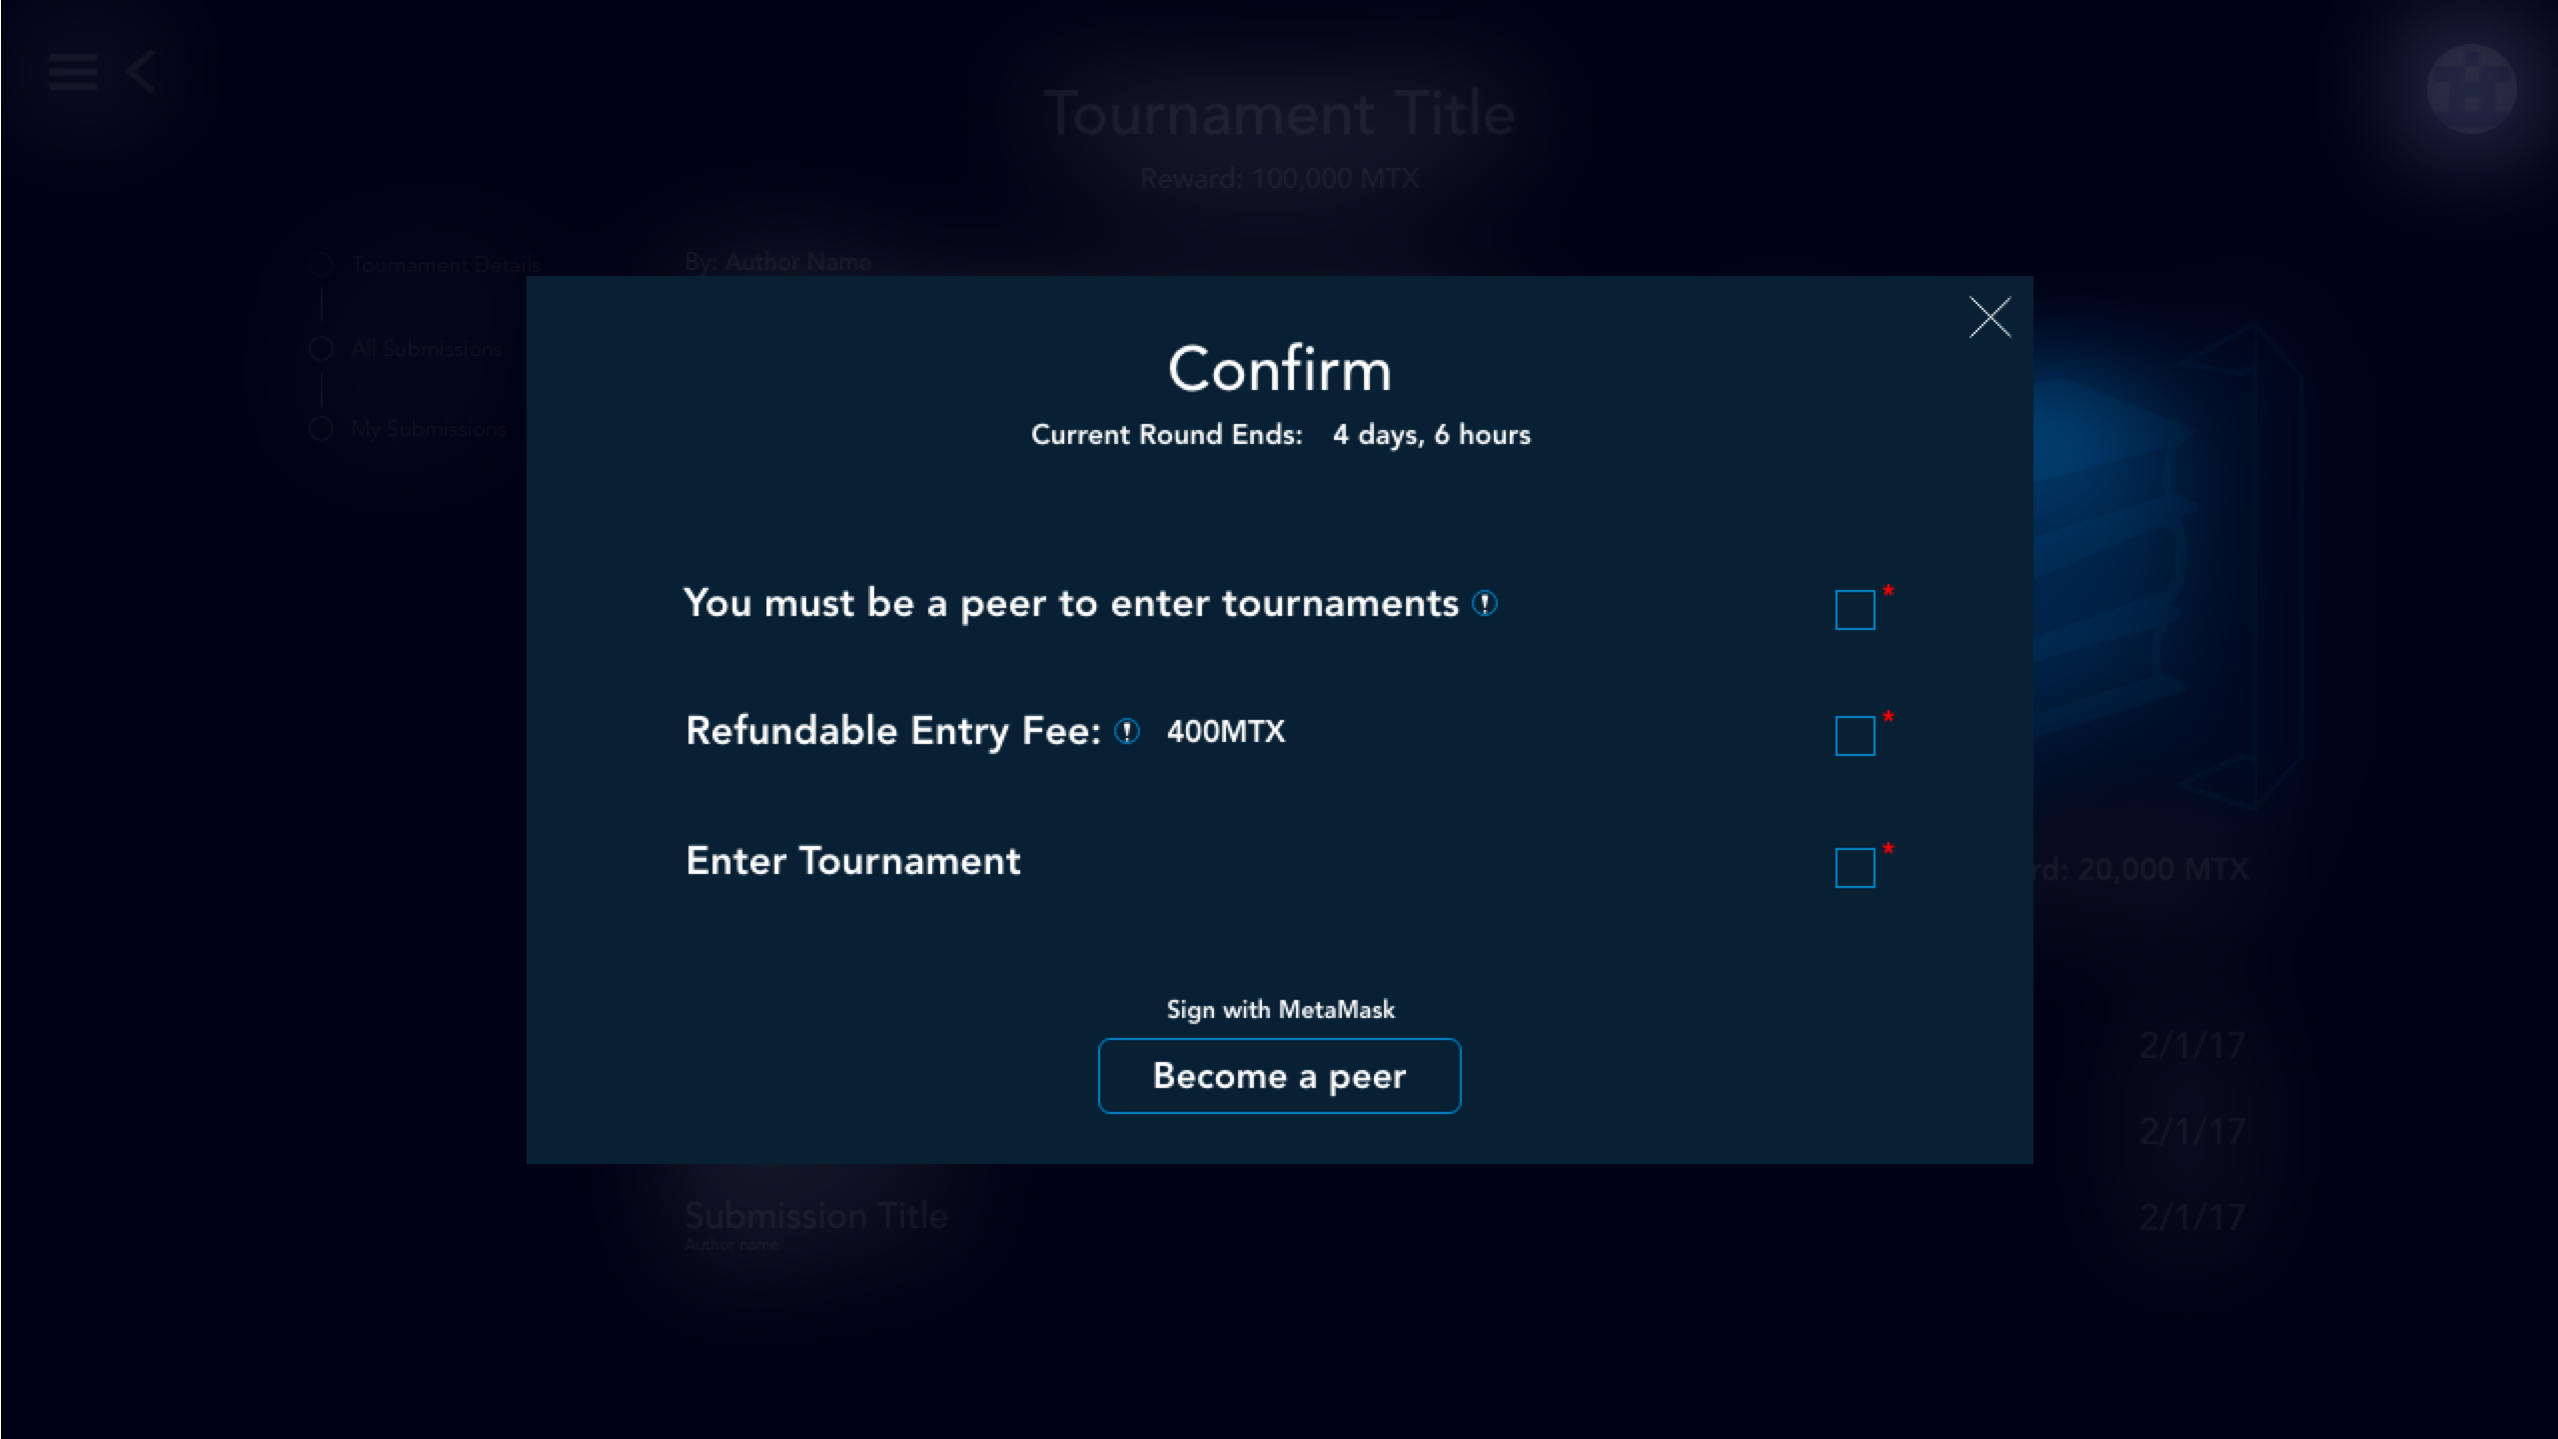 Tournament Title
Reward: 100,000 MTX
Tournament Details
By: Author Name
All Submissions
My Submissions
Confirm
Current Round Ends: 4 days, 6 hours
You must be a peer to enter tournaments
Refundable Entry Fee: 400MTX
*
*
Enter Tournament
*
rd: 20,000 MTX
Sign with MetaMask
Become a peer
2/1/17
2/1/17
Submission Title
2/1/17
Author name